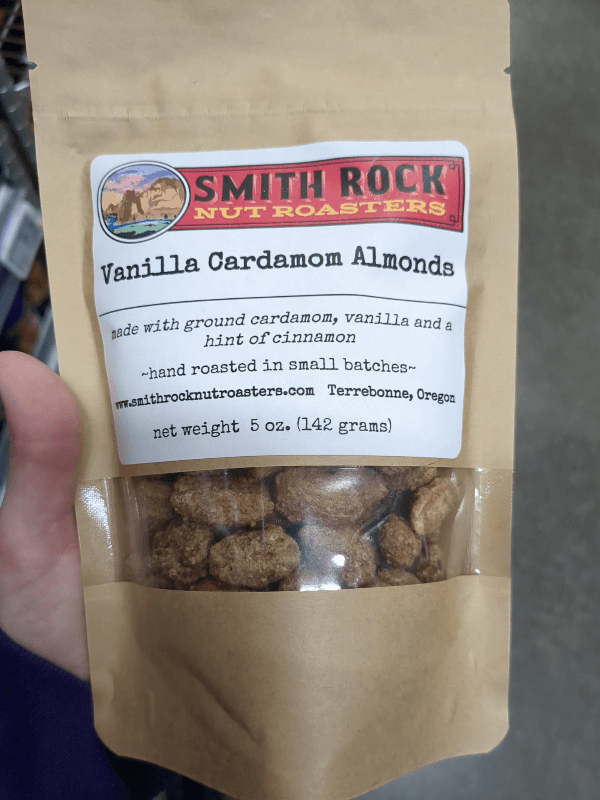 SMITH ROCK
NUT ROASTERS
Vanilla Cardamom Almonds
made with ground cardamom, vanilla and a
hint of cinnamon
~hand roasted in small batches~
www.smithrocknutroasters.com Terrebonne, Oregon
net weight 5 oz. (142 grams)